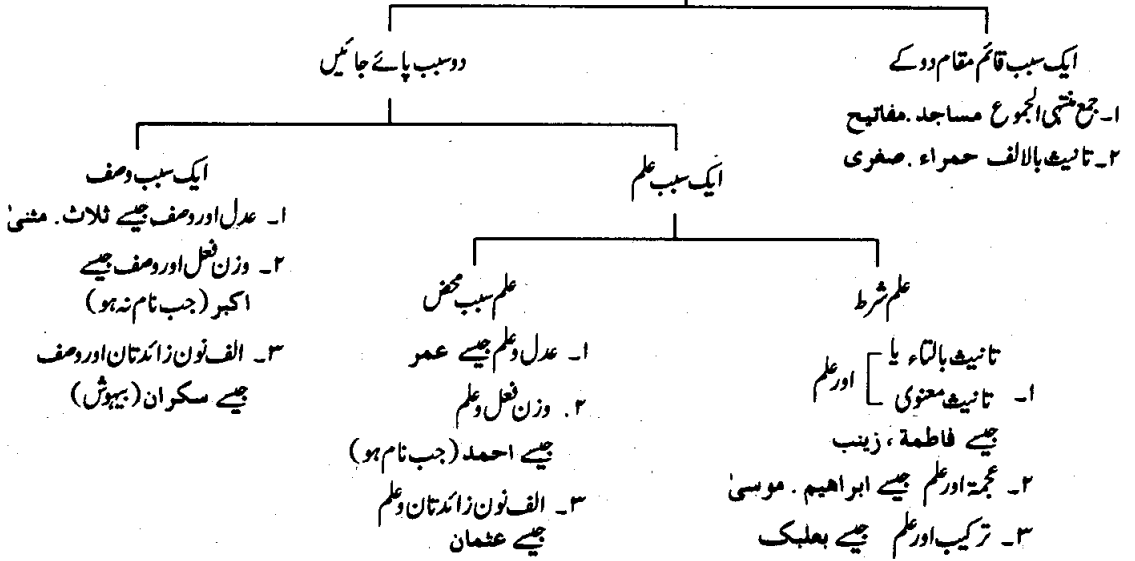 ایک سبب قائم مقام دو کے
۱۔ جمع منتہی الجموع مساجد . مفاتیح
۲۔ تانیث بالالف حمراء . صغری
دو سبب پائے جائیں
ایک سبب علم
علم شرط
تانیث بالتاء یا
۱۔ تانیث معنوی ] اور علم
جیسے فاطمة ، زینب
۲۔ عجمۃ اور علم جیسے ابراھیم . موسیٰ
۳۔ ترکیب اور علم جیسے بعلبک
علم سبب محض
۱۔ عدل و علم جیسے عمر
۲. وزن فعل و علم
جیسے احمد (جب نام ہو)
۳۔ الف نون زائدتان و علم
جیسے عثمان
ایک سبب وصف
۱۔ عدل اور وصف جیسے ثلاث . مثنیٰ
۲۔ وزن فعل اور وصف جیسے
اکبر (جب نام نہ ہو)
۳۔ الف نون زائدتان اور وصف
جیسے سکران (بیہوش)